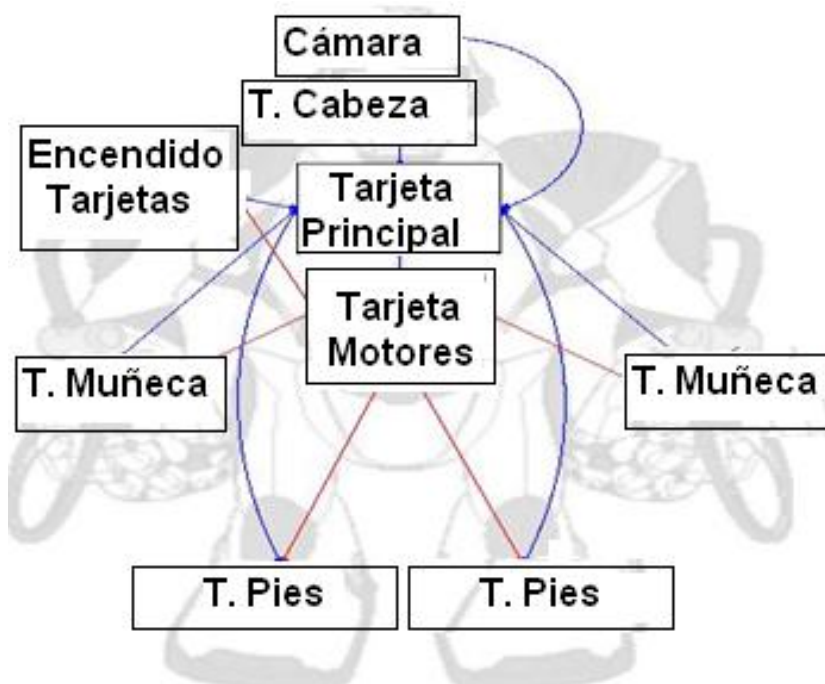 Cámara
T. Cabeza
Encendido
Tarjetas
Tarjeta
Principal
Tarjeta
Motores
T. Muñeca
T. Muñeca
T. Pies
T. Pies